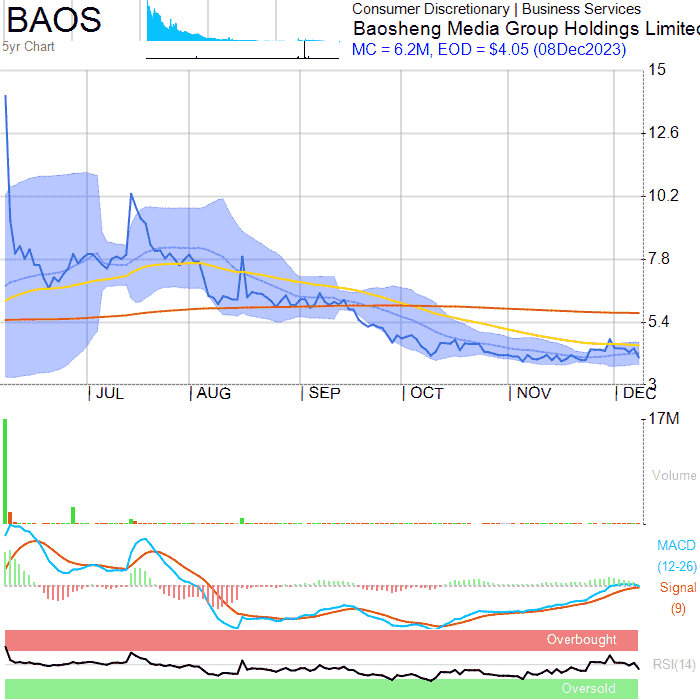 BAOS
5yr Chart
Consumer Discretionary | Business Services
Baosheng Media Group Holdings Limited
MC = 6.2M, EOD = $4.05 (08Dec2023)
15
12.6
10.2
7.8
5.4
3
JUL AUG SEP OCT NOV DEC
17M
Volume
MACD
(12-26)
Signal
(9)
Overbought
RSI(14)
Oversold